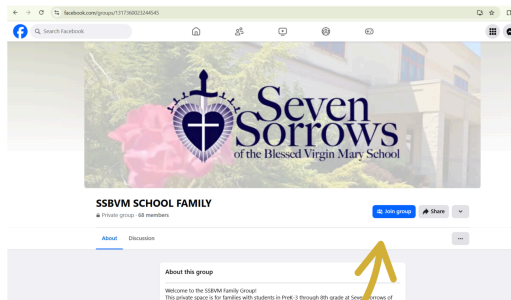 facebook.com/groups/1317360023244545
Search Facebook
Seven
Sorrows
of the Blessed Virgin Mary School
SSBVM SCHOOL FAMILY
Private group · 68 members
Join group
Share
About
Discussion
About this group
Welcome to the SSBVM Family Group!
This private space is for families with students in PreK-3 through 8th grade at Seven Sorrows of